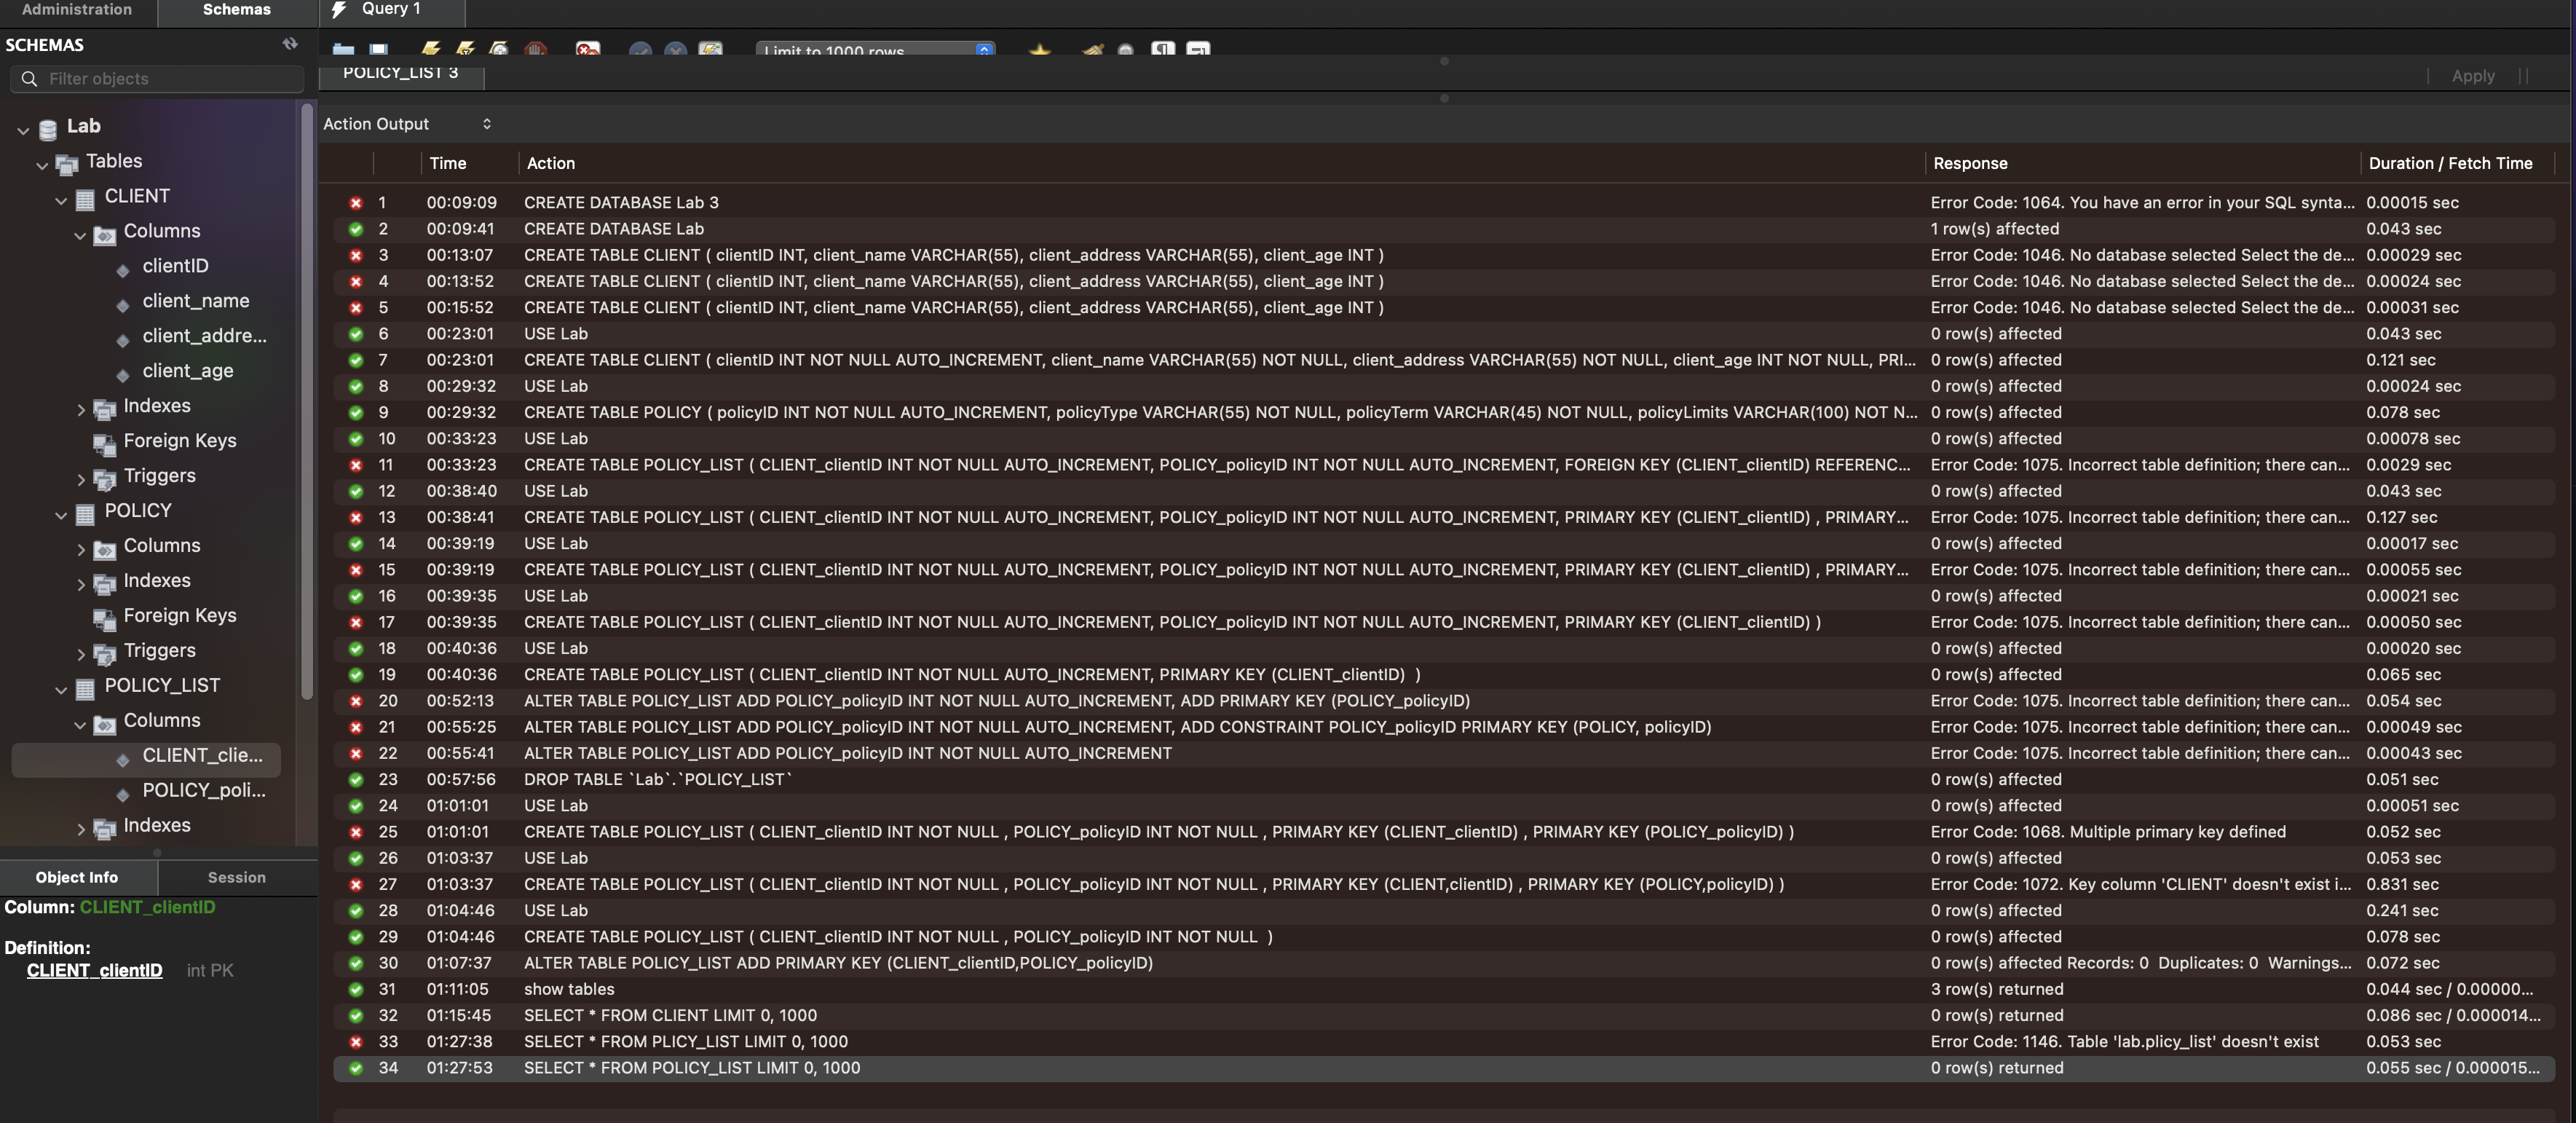 Administration Schemas Query 1
SCHEMAS
Filter objects
Limit to 1000 rows
POLICY_LIST 3
Apply
Lab
Tables
CLIENT
Columns
clientID
client_name
client_addre...
client_age
Indexes
Foreign Keys
Triggers
POLICY
Columns
Indexes
Foreign Keys
Triggers
POLICY_LIST
Columns
CLIENT_clie...
POLICY_poli...
Indexes
Object Info Session
Column: CLIENT_clientID
Definition:
CLIENT_clientID int PK
Action Output
Time Action Response Duration / Fetch Time
1 00:09:09 CREATE DATABASE Lab 3 Error Code: 1064. You have an error in your SQL synta... 0.00015 sec
2 00:09:41 CREATE DATABASE Lab 1 row(s) affected 0.043 sec
3 00:13:07 CREATE TABLE CLIENT ( clientID INT, client_name VARCHAR(55), client_address VARCHAR(55), client_age INT ) Error Code: 1046. No database selected Select the de... 0.00029 sec
4 00:13:52 CREATE TABLE CLIENT ( clientID INT, client_name VARCHAR(55), client_address VARCHAR(55), client_age INT ) Error Code: 1046. No database selected Select the de... 0.00024 sec
5 00:15:52 CREATE TABLE CLIENT ( clientID INT, client_name VARCHAR(55), client_address VARCHAR(55), client_age INT ) Error Code: 1046. No database selected Select the de... 0.00031 sec
6 00:23:01 USE Lab 0 row(s) affected 0.043 sec
7 00:23:01 CREATE TABLE CLIENT ( clientID INT NOT NULL AUTO_INCREMENT, client_name VARCHAR(55) NOT NULL, client_address VARCHAR(55) NOT NULL, client_age INT NOT NULL, PRI... 0 row(s) affected 0.121 sec
8 00:29:32 USE Lab 0 row(s) affected 0.00024 sec
9 00:29:32 CREATE TABLE POLICY ( policyID INT NOT NULL AUTO_INCREMENT, policyType VARCHAR(55) NOT NULL, policyTerm VARCHAR(45) NOT NULL, policyLimits VARCHAR(100) NOT N... 0 row(s) affected 0.078 sec
10 00:33:23 USE Lab 0 row(s) affected 0.00078 sec
11 00:33:23 CREATE TABLE POLICY_LIST ( CLIENT_clientID INT NOT NULL AUTO_INCREMENT, POLICY_policyID INT NOT NULL AUTO_INCREMENT, FOREIGN KEY (CLIENT_clientID) REFERENC... Error Code: 1075. Incorrect table definition; there can... 0.0029 sec
12 00:38:40 USE Lab 0 row(s) affected 0.043 sec
13 00:38:41 CREATE TABLE POLICY_LIST ( CLIENT_clientID INT NOT NULL AUTO_INCREMENT, POLICY_policyID INT NOT NULL AUTO_INCREMENT, PRIMARY KEY (CLIENT_clientID) , PRIMARY... Error Code: 1075. Incorrect table definition; there can... 0.127 sec
14 00:39:19 USE Lab 0 row(s) affected 0.00017 sec
15 00:39:19 CREATE TABLE POLICY_LIST ( CLIENT_clientID INT NOT NULL AUTO_INCREMENT, POLICY_policyID INT NOT NULL AUTO_INCREMENT, PRIMARY KEY (CLIENT_clientID) , PRIMARY... Error Code: 1075. Incorrect table definition; there can... 0.00055 sec
16 00:39:35 USE Lab 0 row(s) affected 0.00021 sec
17 00:39:35 CREATE TABLE POLICY_LIST ( CLIENT_clientID INT NOT NULL AUTO_INCREMENT, POLICY_policyID INT NOT NULL AUTO_INCREMENT, PRIMARY KEY (CLIENT_clientID) ) Error Code: 1075. Incorrect table definition; there can... 0.00050 sec
18 00:40:36 USE Lab 0 row(s) affected 0.00020 sec
19 00:40:36 CREATE TABLE POLICY_LIST ( CLIENT_clientID INT NOT NULL AUTO_INCREMENT, PRIMARY KEY (CLIENT_clientID) ) 0 row(s) affected 0.065 sec
20 00:52:13 ALTER TABLE POLICY_LIST ADD POLICY_policyID INT NOT NULL AUTO_INCREMENT, ADD PRIMARY KEY (POLICY_policyID) Error Code: 1075. Incorrect table definition; there can... 0.054 sec
21 00:55:25 ALTER TABLE POLICY_LIST ADD POLICY_policyID INT NOT NULL AUTO_INCREMENT, ADD CONSTRAINT POLICY_policyID PRIMARY KEY (POLICY, policyID) Error Code: 1075. Incorrect table definition; there can... 0.00049 sec
22 00:55:41 ALTER TABLE POLICY_LIST ADD POLICY_policyID INT NOT NULL AUTO_INCREMENT Error Code: 1075. Incorrect table definition; there can... 0.00043 sec
23 00:57:56 DROP TABLE `Lab`.`POLICY_LIST` 0 row(s) affected 0.051 sec
24 01:01:01 USE Lab 0 row(s) affected 0.00051 sec
25 01:01:01 CREATE TABLE POLICY_LIST ( CLIENT_clientID INT NOT NULL , POLICY_policyID INT NOT NULL , PRIMARY KEY (CLIENT_clientID) , PRIMARY KEY (POLICY_policyID) ) Error Code: 1068. Multiple primary key defined 0.052 sec
26 01:03:37 USE Lab 0 row(s) affected 0.053 sec
27 01:03:37 CREATE TABLE POLICY_LIST ( CLIENT_clientID INT NOT NULL , POLICY_policyID INT NOT NULL , PRIMARY KEY (CLIENT,clientID) , PRIMARY KEY (POLICY,policyID) ) Error Code: 1072. Key column 'CLIENT' doesn't exist i... 0.831 sec
28 01:04:46 USE Lab 0 row(s) affected 0.241 sec
29 01:04:46 CREATE TABLE POLICY_LIST ( CLIENT_clientID INT NOT NULL , POLICY_policyID INT NOT NULL ) 0 row(s) affected 0.078 sec
30 01:07:37 ALTER TABLE POLICY_LIST ADD PRIMARY KEY (CLIENT_clientID,POLICY_policyID) 0 row(s) affected Records: 0 Duplicates: 0 Warnings... 0.072 sec
31 01:11:05 show tables 3 row(s) returned 0.044 sec / 0.00000...
32 01:15:45 SELECT * FROM CLIENT LIMIT 0, 1000 0 row(s) returned 0.086 sec / 0.000014...
33 01:27:38 SELECT * FROM PLICY_LIST LIMIT 0, 1000 Error Code: 1146. Table 'lab.plicy_list' doesn't exist 0.053 sec
34 01:27:53 SELECT * FROM POLICY_LIST LIMIT 0, 1000 0 row(s) returned 0.055 sec / 0.000015...